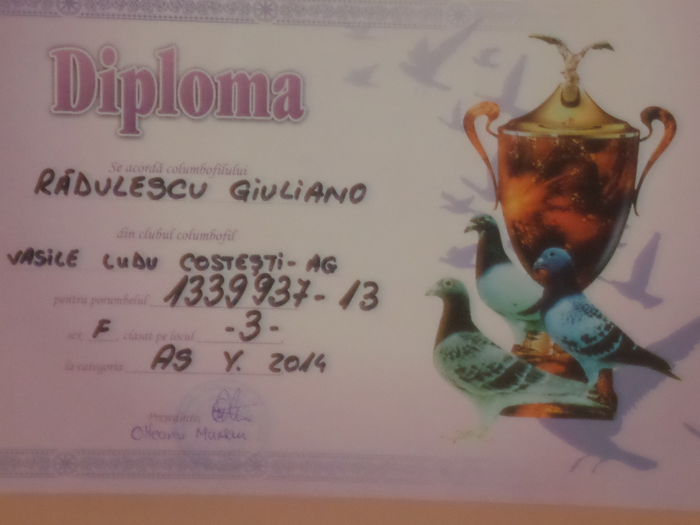 Diploma
Se acordă columbofilului
RĂDULESCU GIULIANO
din clubul columbofil
VASILE LUDU COSTEȘTI-AG
pentru porumbelul 1339937-13
sex F, clasat pe locul -3-
la categoria AS Y. 2014
Președinte,